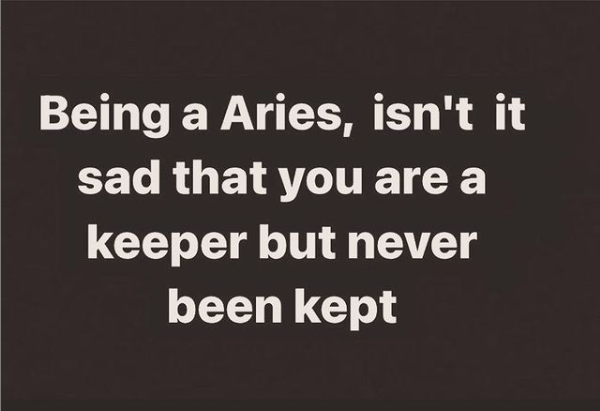 Being a Aries, isn't it
sad that you are a
keeper but never
been kept